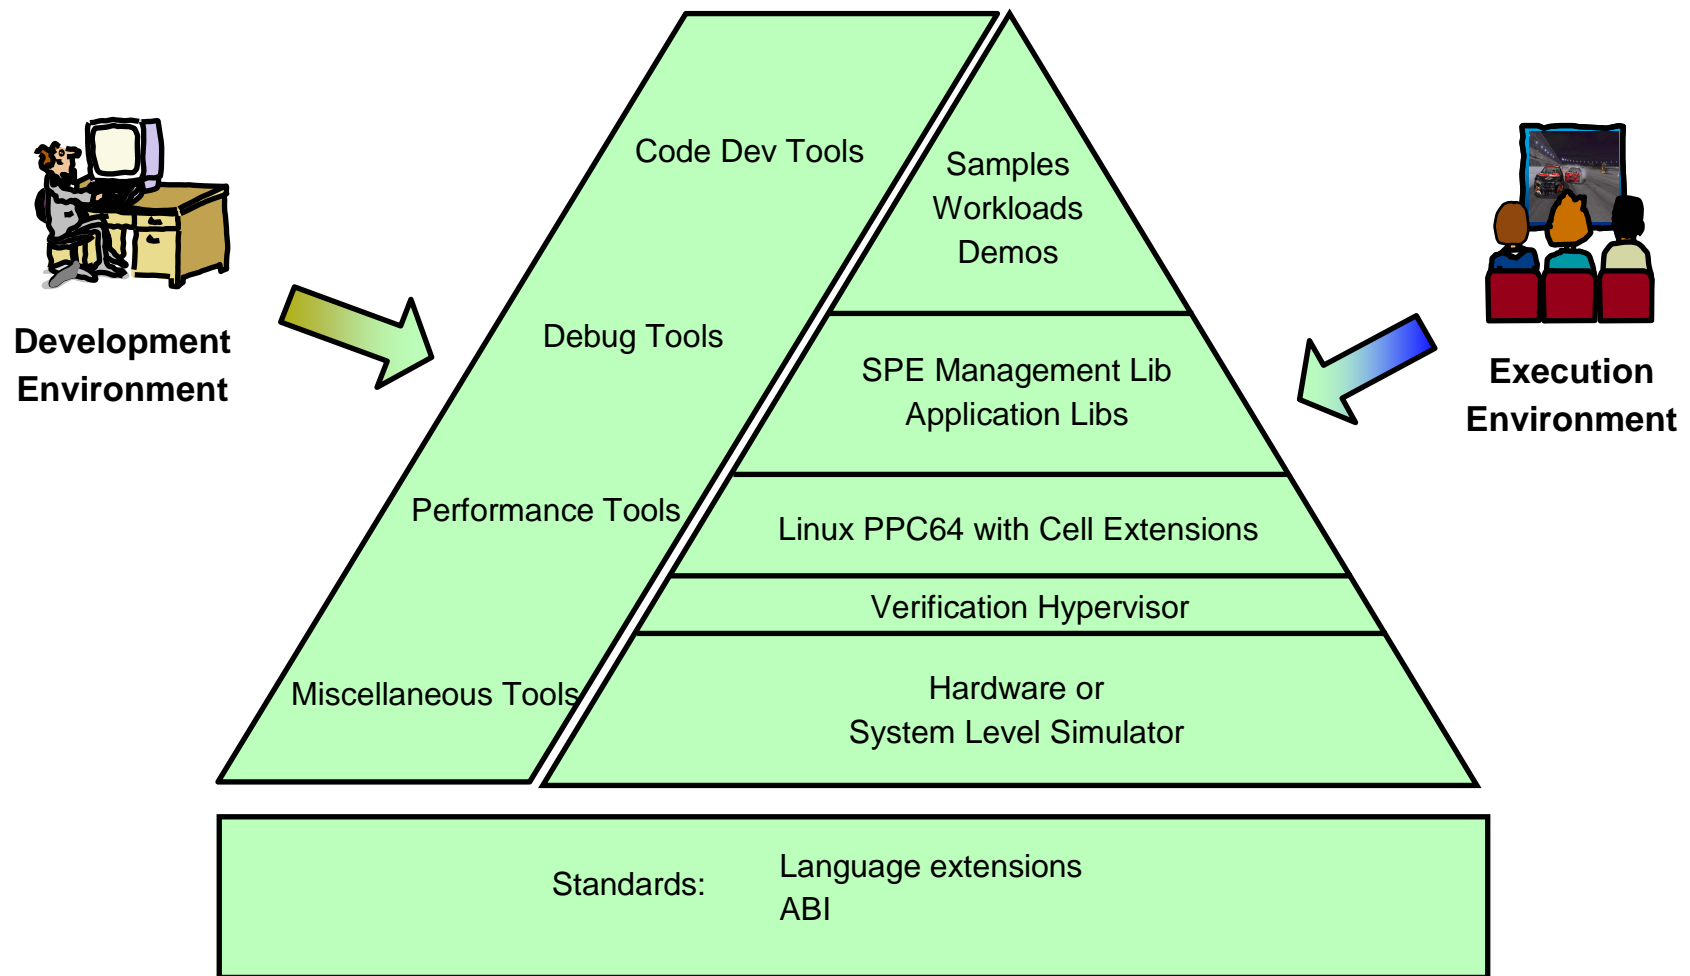 Code Dev Tools
Samples
Workloads
Demos
Development
Environment
Debug Tools
SPE Management Lib
Application Libs
Execution
Environment
Performance Tools
Linux PPC64 with Cell Extensions
Verification Hypervisor
Miscellaneous Tools
Hardware or
System Level Simulator
Standards:
Language extensions
ABI